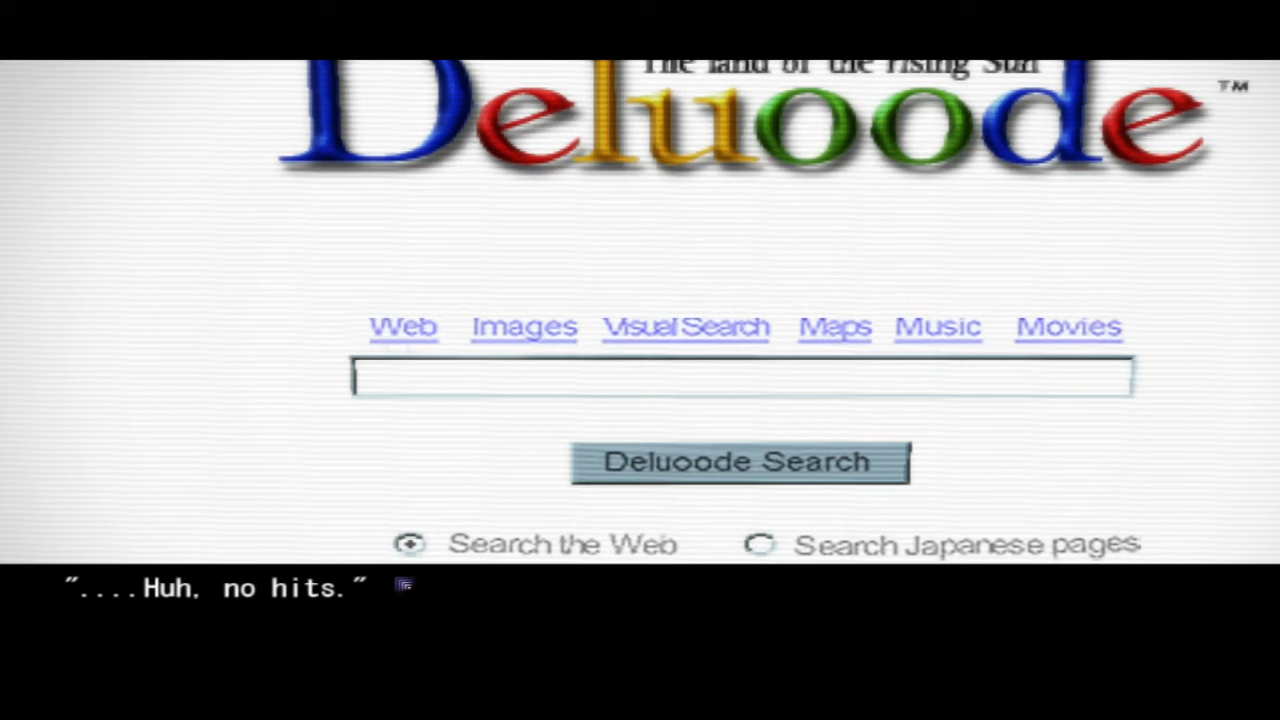 The land of the rising Sun
Deluoode ™
Web Images Visual Search Maps Music Movies
Deluoode Search
Search the Web Search Japanese pages
"....Huh, no hits."